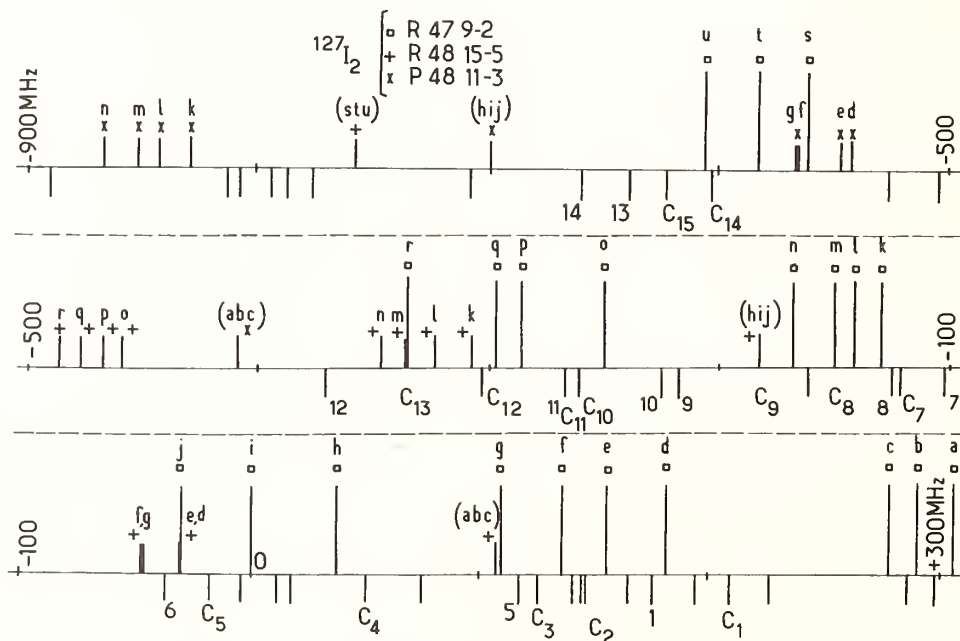 127I2 □ R 47 9-2
+ R 48 15-5
x P 48 11-3
u t s
n m l k (stu) (hij) g f e d
-900MHz -500
14 13 C15 C14
r q p o n m l k
r q p o (abc) n m l k (hij)
-500 -100
12 C13 C12 11 C11 C10 10 9 C9 C8 8 C7 7
j i h g f e d c b a
f,g e,d (abc)
-100 0 +300MHz
6 C5 C4 5 C3 C2 1 C1